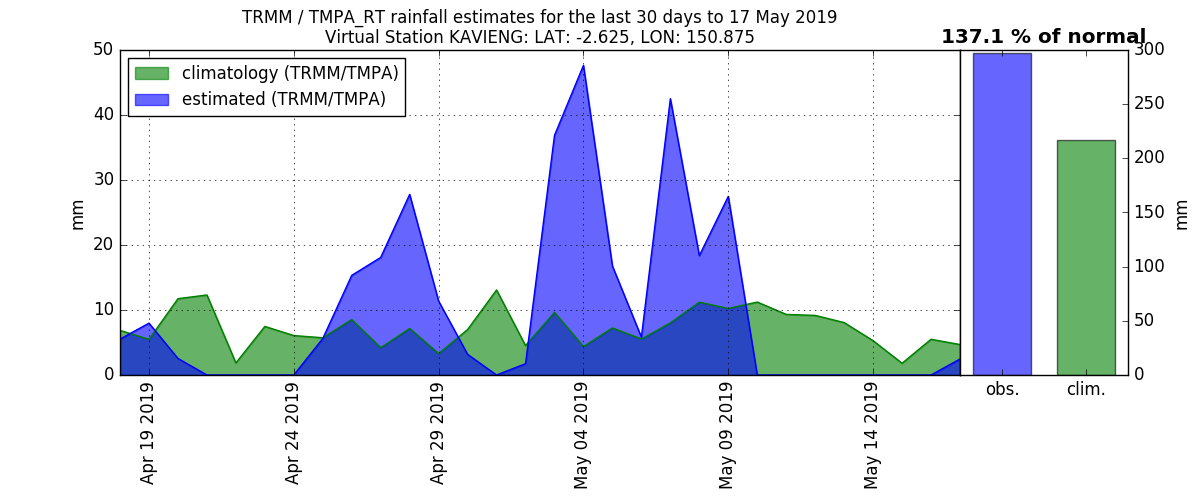 TRMM / TMPA_RT rainfall estimates for the last 30 days to 17 May 2019
Virtual Station KAVIENG: LAT: -2.625, LON: 150.875
137.1 % of normal
climatology (TRMM/TMPA)
estimated (TRMM/TMPA)
50
40
30
20
10
0
mm
Apr 19 2019
Apr 24 2019
Apr 29 2019
May 04 2019
May 09 2019
May 14 2019
300
250
200
150
100
50
0
mm
obs.
clim.